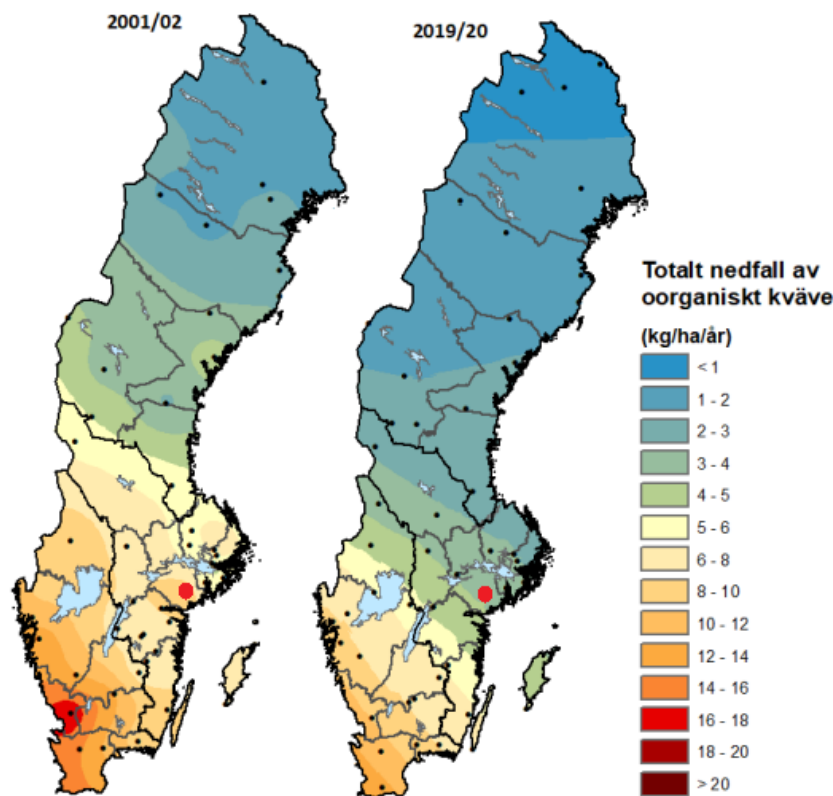 2001/02
2019/20
Totalt nedfall av
oorganiskt kväve
(kg/ha/år)
< 1
1 - 2
2 - 3
3 - 4
4 - 5
5 - 6
6 - 8
8 - 10
10 - 12
12 - 14
14 - 16
16 - 18
18 - 20
> 20